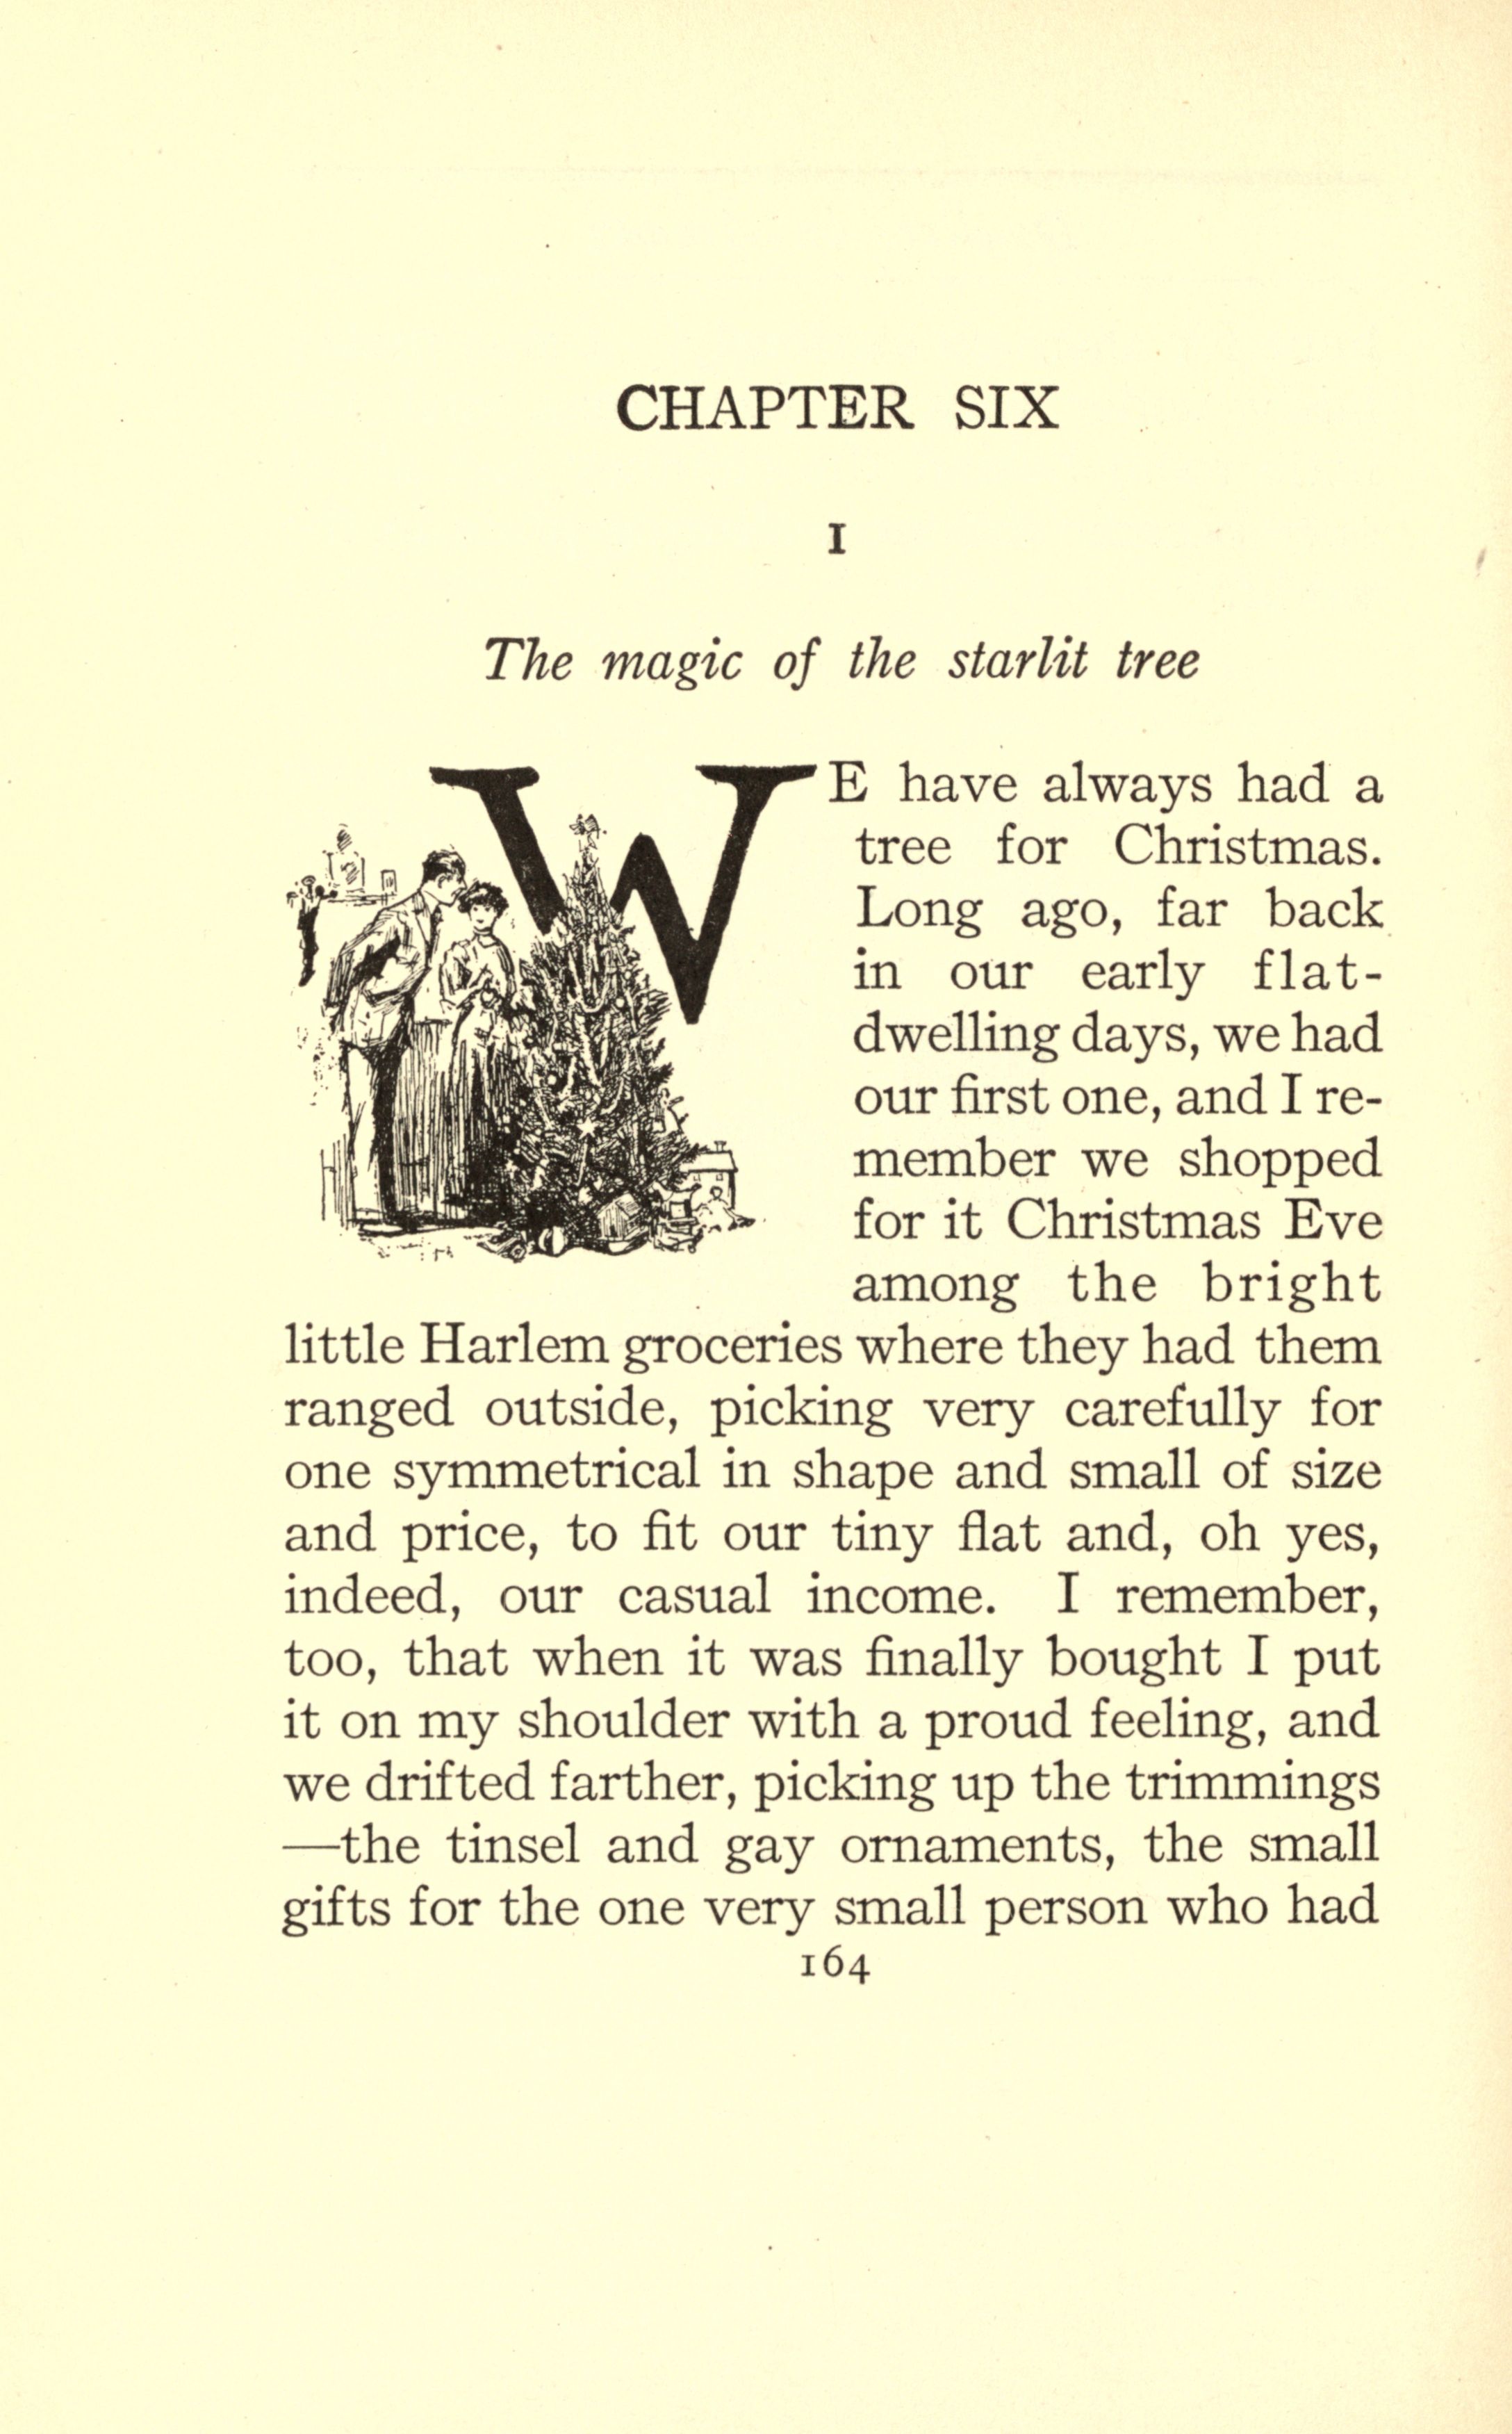 CHAPTER SIX
I
The magic of the starlit tree
WE have always had a
tree for Christmas.
Long ago, far back
in our early flat-
dwelling days, we had
our first one, and I re-
member we shopped
for it Christmas Eve
among the bright
little Harlem groceries where they had them
ranged outside, picking very carefully for
one symmetrical in shape and small of size
and price, to fit our tiny flat and, oh yes,
indeed, our casual income. I remember,
too, that when it was finally bought I put
it on my shoulder with a proud feeling, and
we drifted farther, picking up the trimmings
—the tinsel and gay ornaments, the small
gifts for the one very small person who had
164